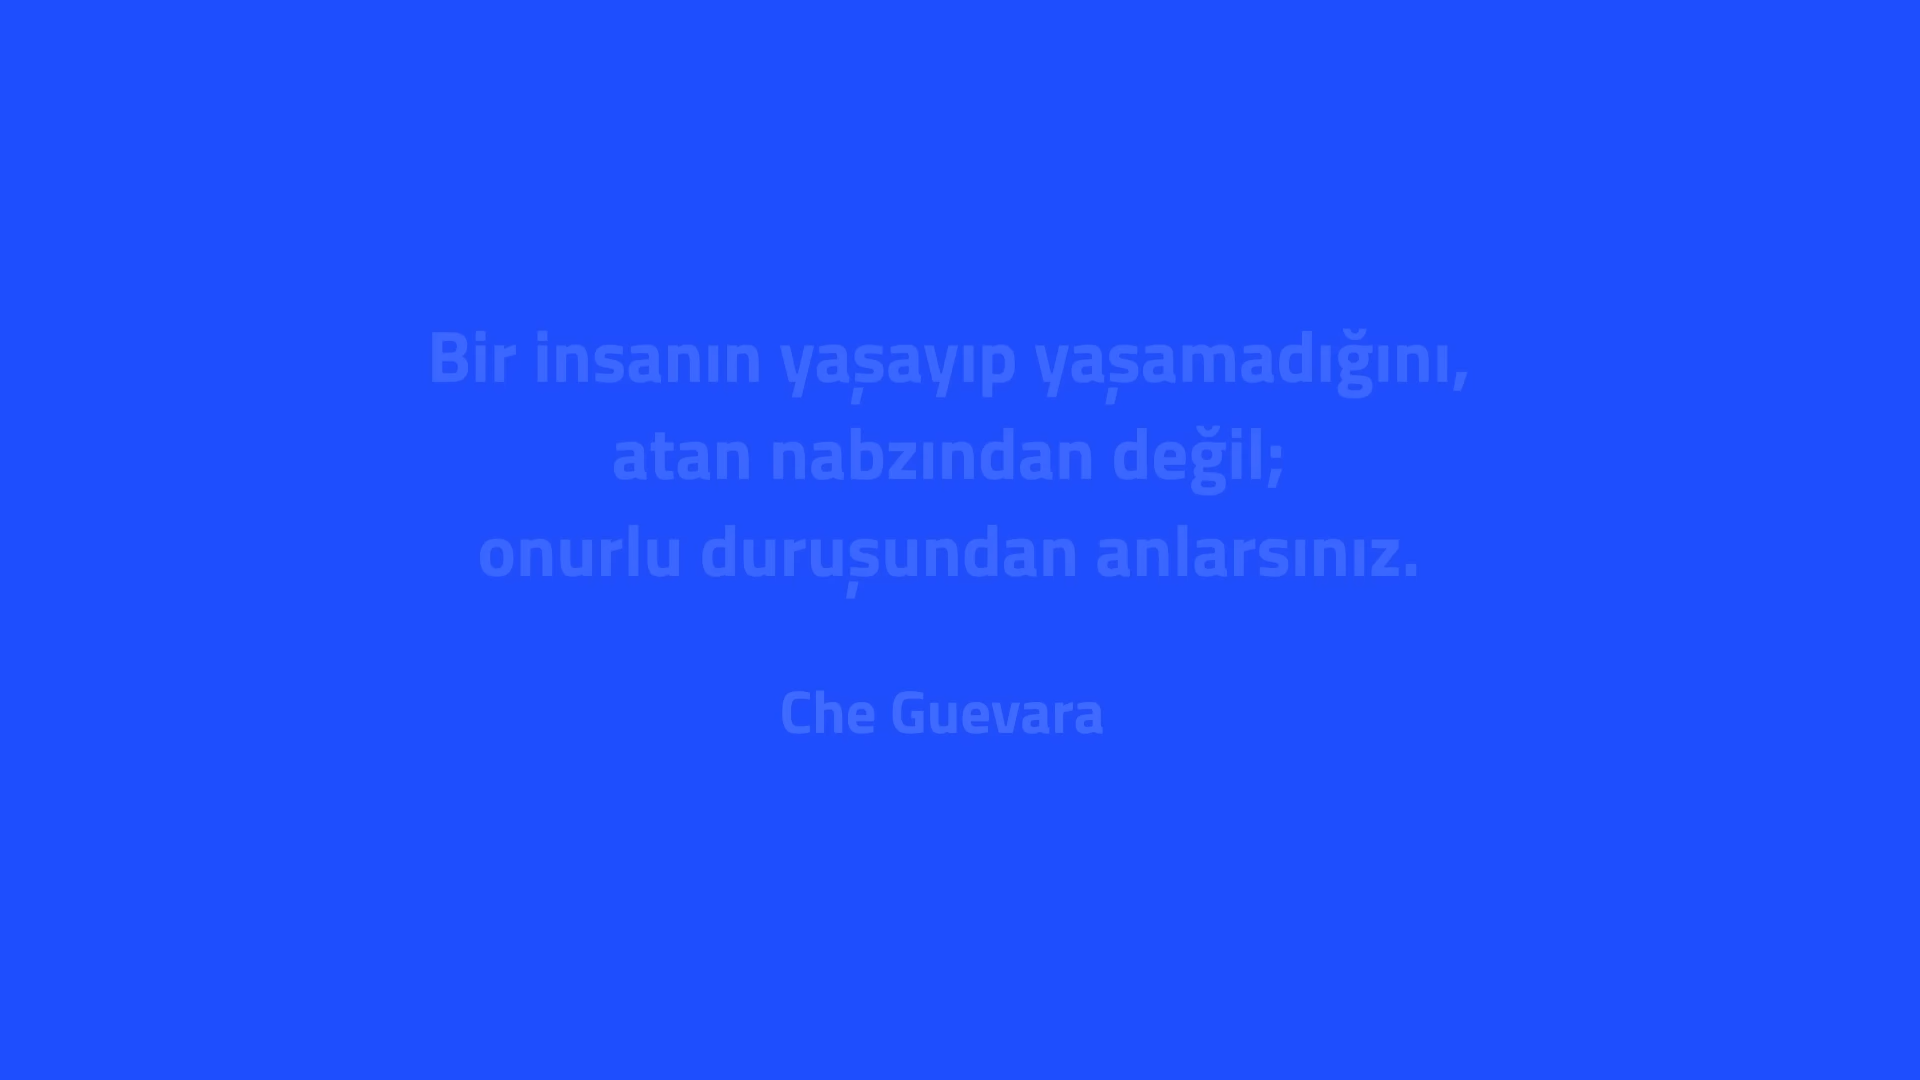 Bir insanın yaşayıp yaşamadığını,
atan nabzından değil;
onurlu duruşundan anlarsınız.
Che Guevara